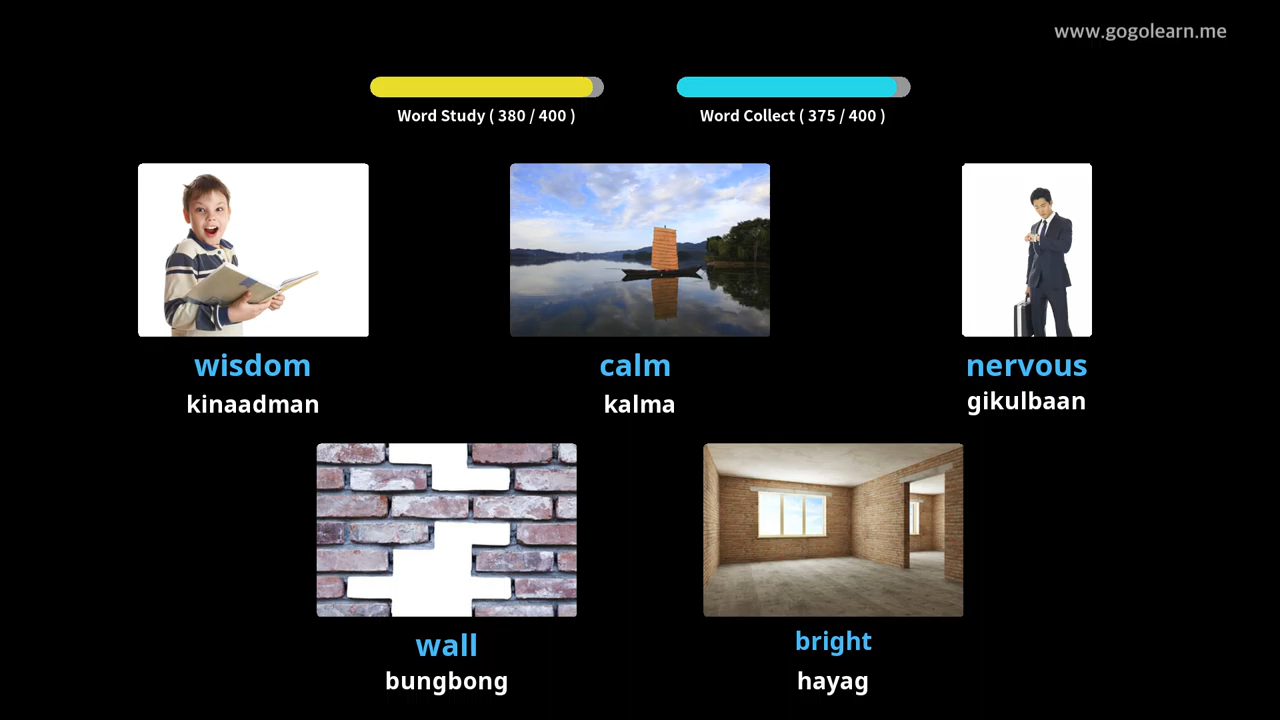 www.gogolearn.me
Word Study ( 380 / 400 )
Word Collect ( 375 / 400 )
wisdom
kinaadman
calm
kalma
nervous
gikulbaan
wall
bungbong
bright
hayag